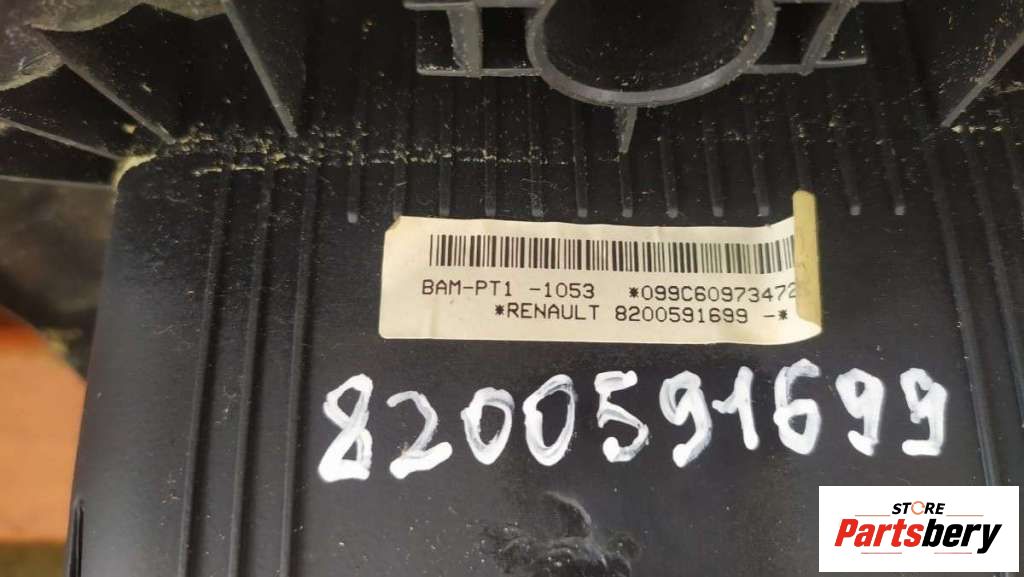 BAM-PT1 -1053 *099C60973472
*RENAULT 8200591699 -*
8200591699
STORE
Partsbery